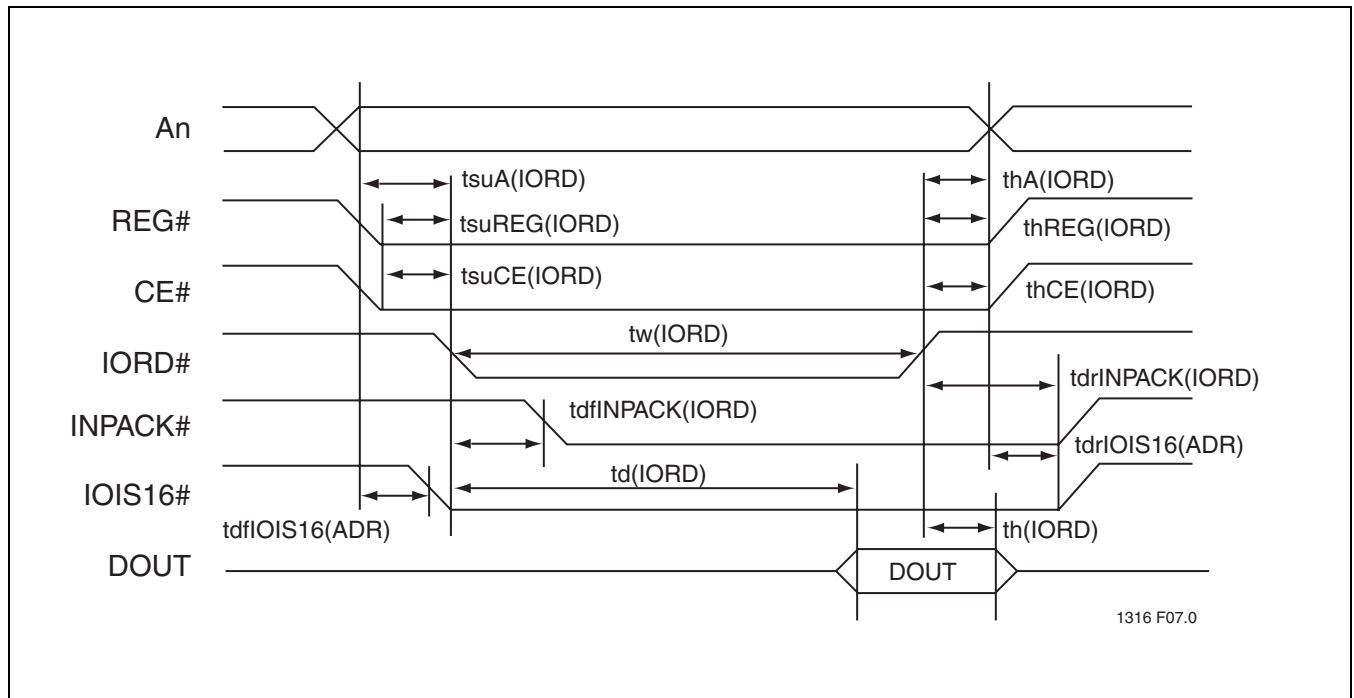 An
tsuA(IORD)
thA(IORD)
REG#
tsuREG(IORD)
thREG(IORD)
CE#
tsuCE(IORD)
thCE(IORD)
IORD#
tw(IORD)
tdrINPACK(IORD)
INPACK#
tdfINPACK(IORD)
tdrIOIS16(ADR)
IOIS16#
td(IORD)
tdfIOIS16(ADR)
th(IORD)
DOUT
DOUT
1316 F07.0